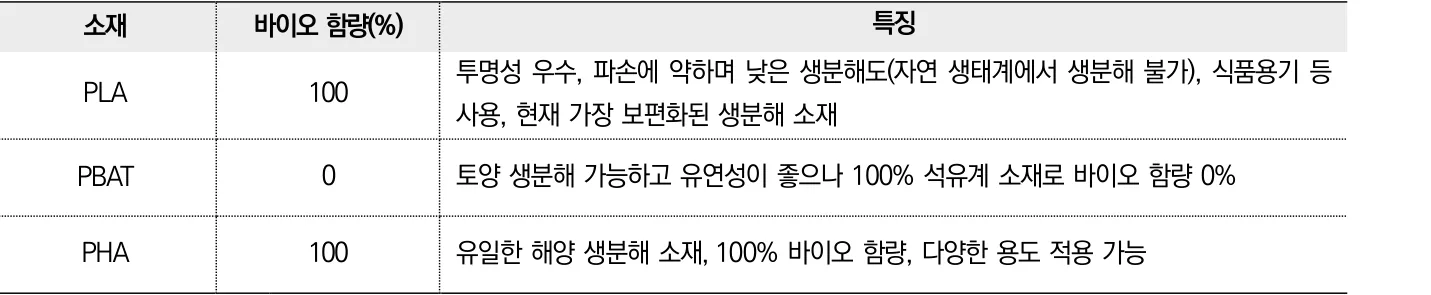 소재 바이오 함량(%) 특징
PLA 100 투명성 우수, 파손에 약하며 낮은 생분해도(자연 생태계에서 생분해 불가), 식품용기 등
사용, 현재 가장 보편화된 생분해 소재
PBAT 0 토양 생분해 가능하고 유연성이 좋으나 100% 석유계 소재로 바이오 함량 0%
PHA 100 유일한 해양 생분해 소재, 100% 바이오 함량, 다양한 용도 적용 가능